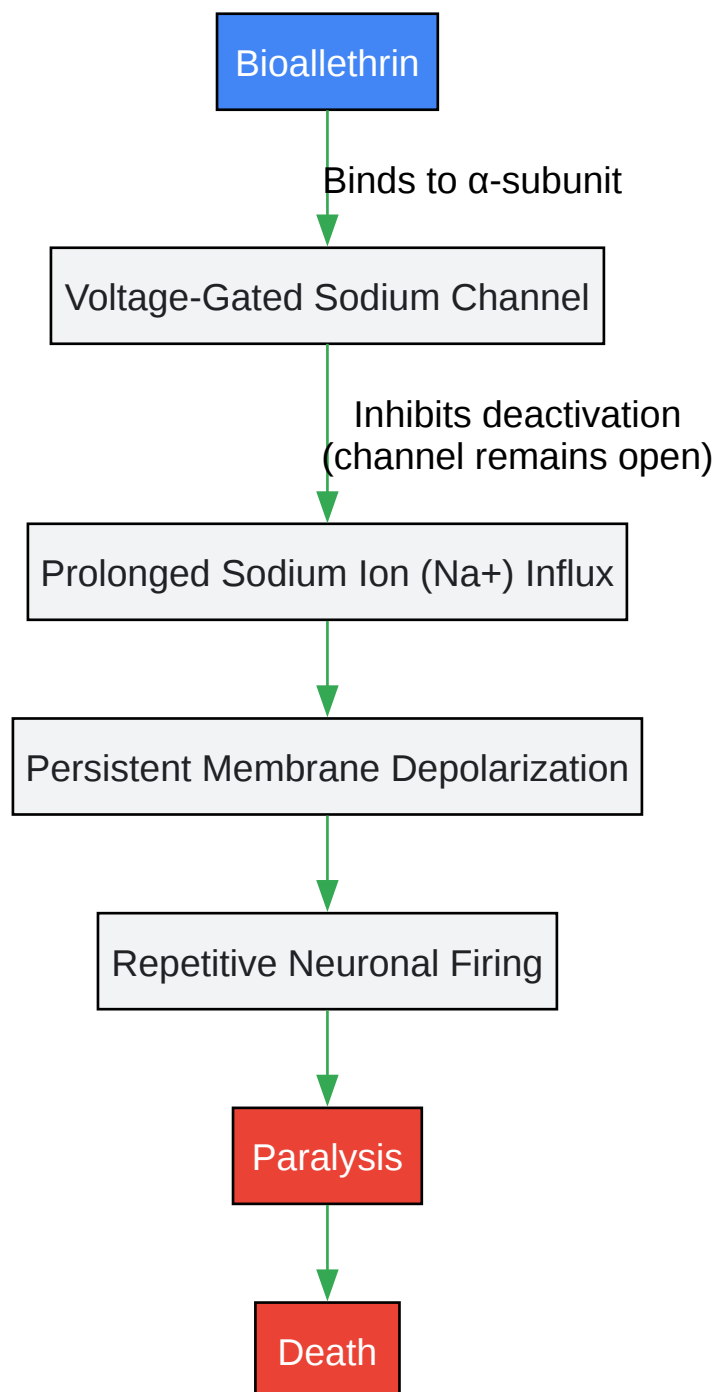 Bioallethrin
Binds to α-subunit
Voltage-Gated Sodium Channel
Inhibits deactivation
(channel remains open)
Prolonged Sodium Ion (Na+) Influx
Persistent Membrane Depolarization
Repetitive Neuronal Firing
Paralysis
Death